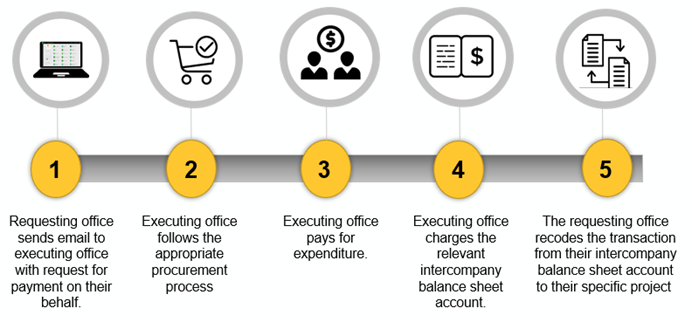 $
$
1
2
3
4
5
Requesting office
sends email to
executing office
with request for
payment on their
behalf.
Executing office
follows the
appropriate
procurement
process
Executing office
pays for
expenditure.
Executing office
charges the
relevant
intercompany
balance sheet
account.
The requesting office
recodes the transaction
from their intercompany
balance sheet account
to their specific project